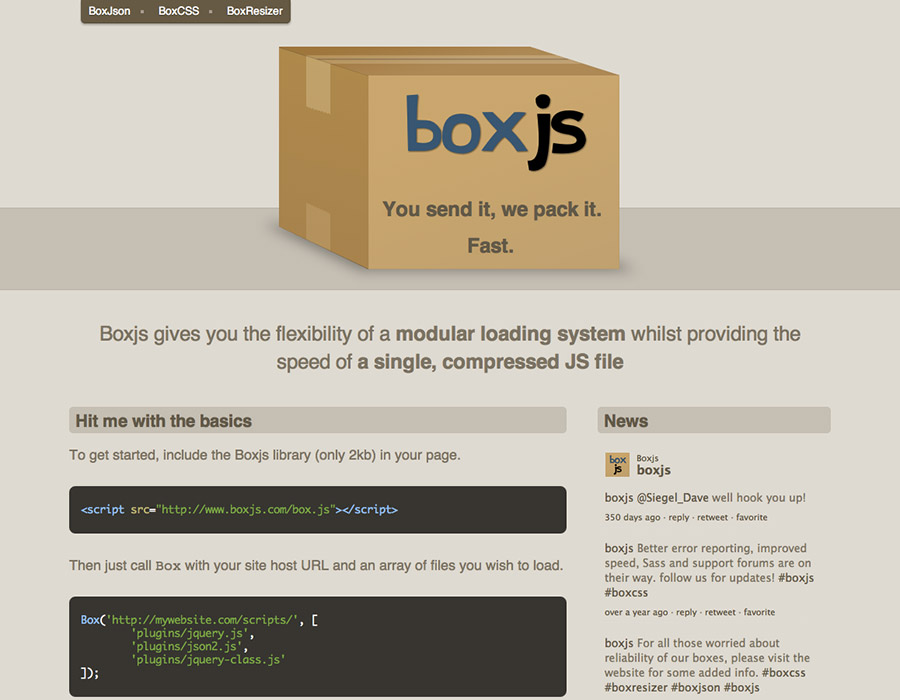 BoxJson • BoxCSS • BoxResizer
boxjs
You send it, we pack it.
Fast.
Boxjs gives you the flexibility of a modular loading system whilst providing the
speed of a single, compressed JS file
Hit me with the basics
To get started, include the Boxjs library (only 2kb) in your page.
<script src="http://www.boxjs.com/box.js"></script>
Then just call Box with your site host URL and an array of files you wish to load.
Box('http://mywebsite.com/scripts/', [
'plugins/jquery.js',
'plugins/json2.js',
'plugins/jquery-class.js'
]);
News
box
js
Boxjs
boxjs
boxjs @Siegel_Dave well hook you up!
350 days ago · reply · retweet · favorite
boxjs Better error reporting, improved
speed, Sass and support forums are on
their way. follow us for updates! #boxjs
#boxcss
over a year ago · reply · retweet · favorite
boxjs For all those worried about
reliability of our boxes, please visit the
website for some added info. #boxcss
#boxresizer #boxjson #boxjs